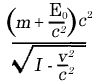 (m + E₀/c²) c²
√(I - v²/c²)